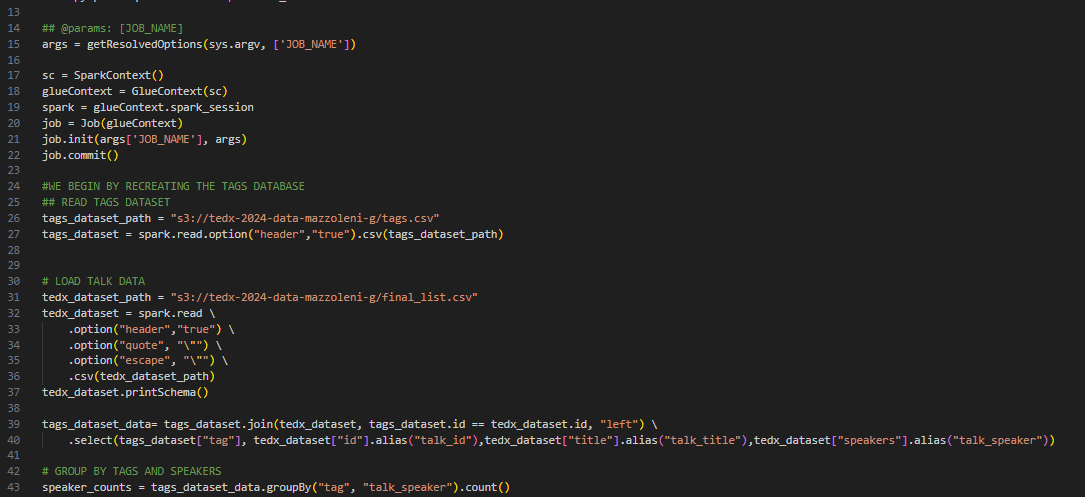 13
14 ## @params: [JOB_NAME]
15 args = getResolvedOptions(sys.argv, ['JOB_NAME'])
16
17 sc = SparkContext()
18 glueContext = GlueContext(sc)
19 spark = glueContext.spark_session
20 job = Job(glueContext)
21 job.init(args['JOB_NAME'], args)
22 job.commit()
23
24 #WE BEGIN BY RECREATING THE TAGS DATABASE
25 ## READ TAGS DATASET
26 tags_dataset_path = "s3://tedx-2024-data-mazzoleni-g/tags.csv"
27 tags_dataset = spark.read.option("header","true").csv(tags_dataset_path)
28
29
30 # LOAD TALK DATA
31 tedx_dataset_path = "s3://tedx-2024-data-mazzoleni-g/final_list.csv"
32 tedx_dataset = spark.read \
33     .option("header","true") \
34     .option("quote", "\"") \
35     .option("escape", "\"") \
36     .csv(tedx_dataset_path)
37 tedx_dataset.printSchema()
38
39 tags_dataset_data= tags_dataset.join(tedx_dataset, tags_dataset.id == tedx_dataset.id, "left") \
40     .select(tags_dataset["tag"], tedx_dataset["id"].alias("talk_id"),tedx_dataset["title"].alias("talk_title"),tedx_dataset["speakers"].alias("talk_speaker"))
41
42 # GROUP BY TAGS AND SPEAKERS
43 speaker_counts = tags_dataset_data.groupBy("tag", "talk_speaker").count()